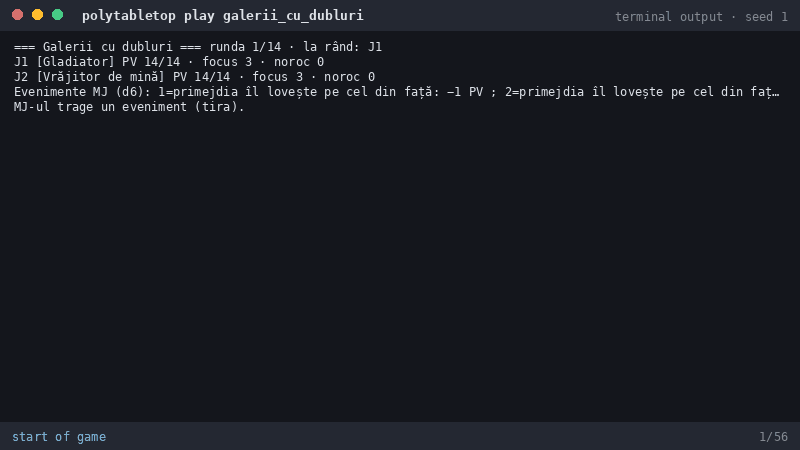 polytabletop play galerii_cu_dubluri
terminal output · seed 1
=== Galerii cu dubluri === runda 1/14 · la rând: J1
J1 [Gladiator] PV 14/14 · focus 3 · noroc 0
J2 [Vrăjitor de mină] PV 14/14 · focus 3 · noroc 0
Evenimente MJ (d6): 1=primejdia îl lovește pe cel din față: −1 PV ; 2=primejdia îl lovește pe cel din faț…
MJ-ul trage un eveniment (tira).
start of game
1/56